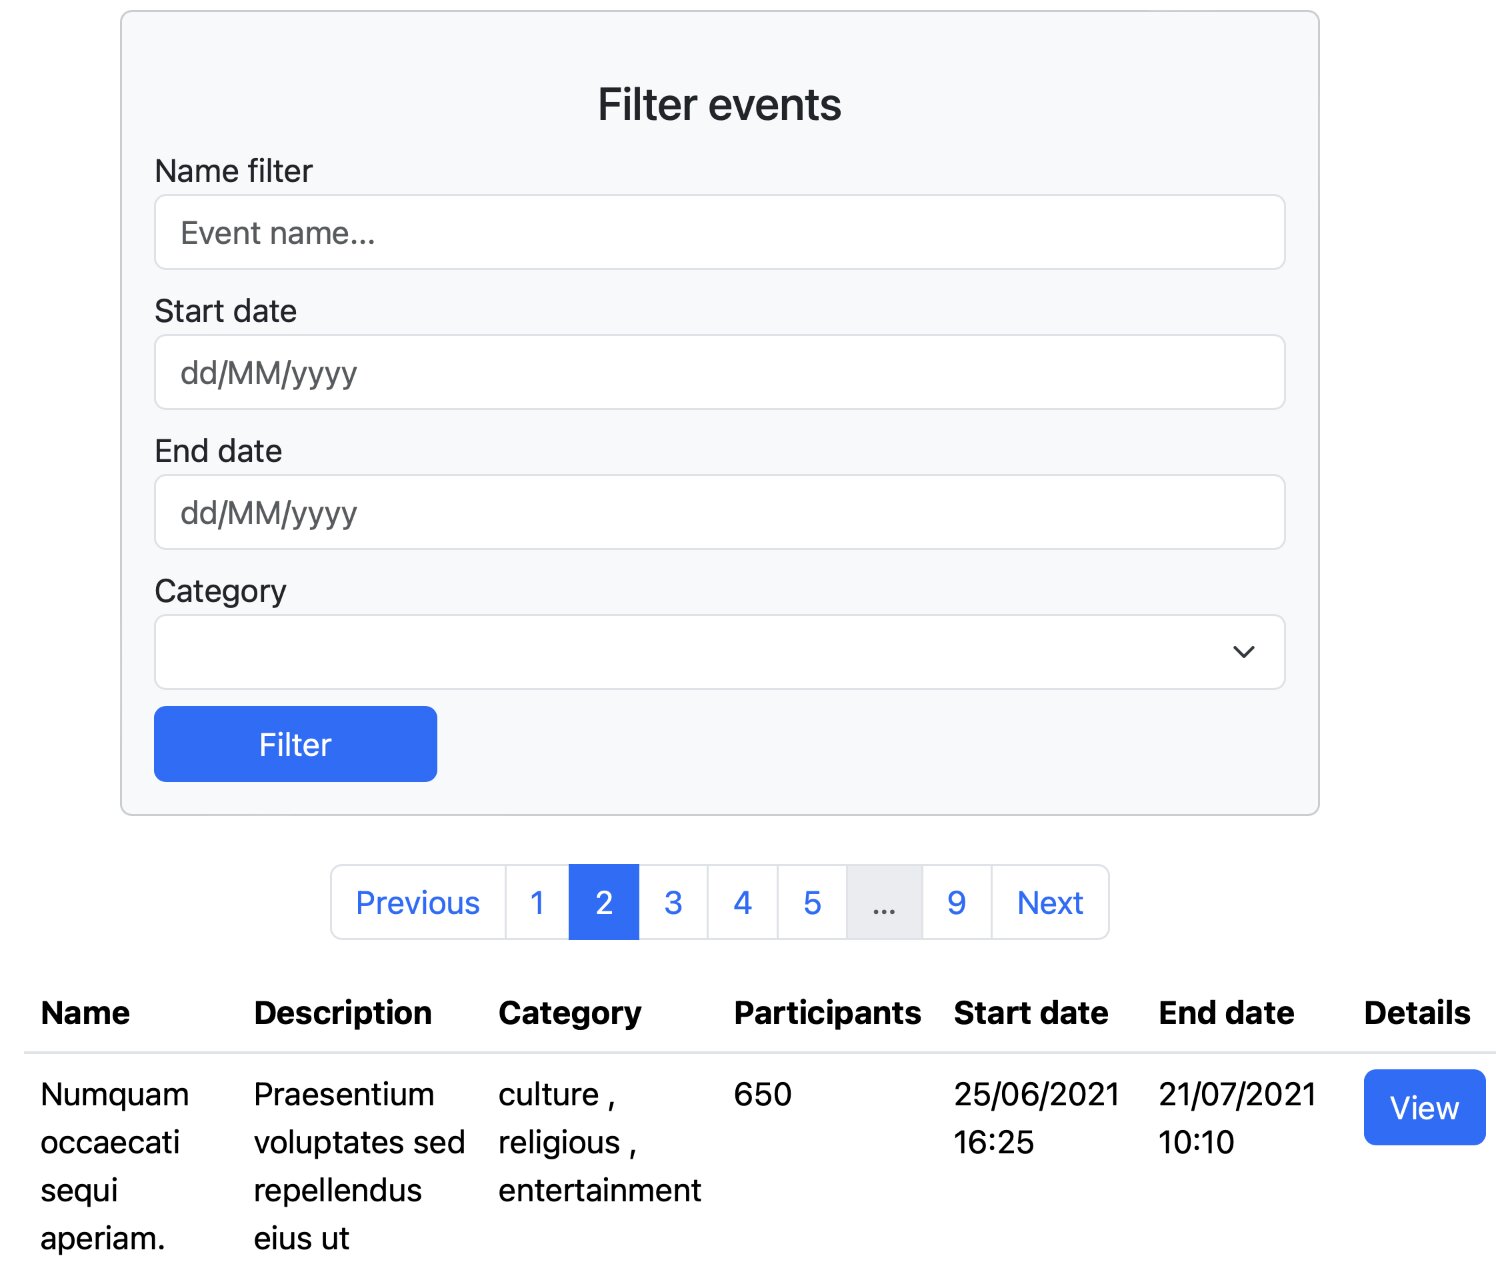 Filter events
Name filter
Event name...
Start date
dd/MM/yyyy
End date
dd/MM/yyyy
Category
Filter
Previous 1 2 3 4 5 ... 9 Next
Name Description Category Participants Start date End date Details
Numquam Praesentium culture , 650 25/06/2021 21/07/2021 View
occaecati voluptates sed religious , 16:25 10:10
sequi repellendus entertainment
aperiam. eius ut